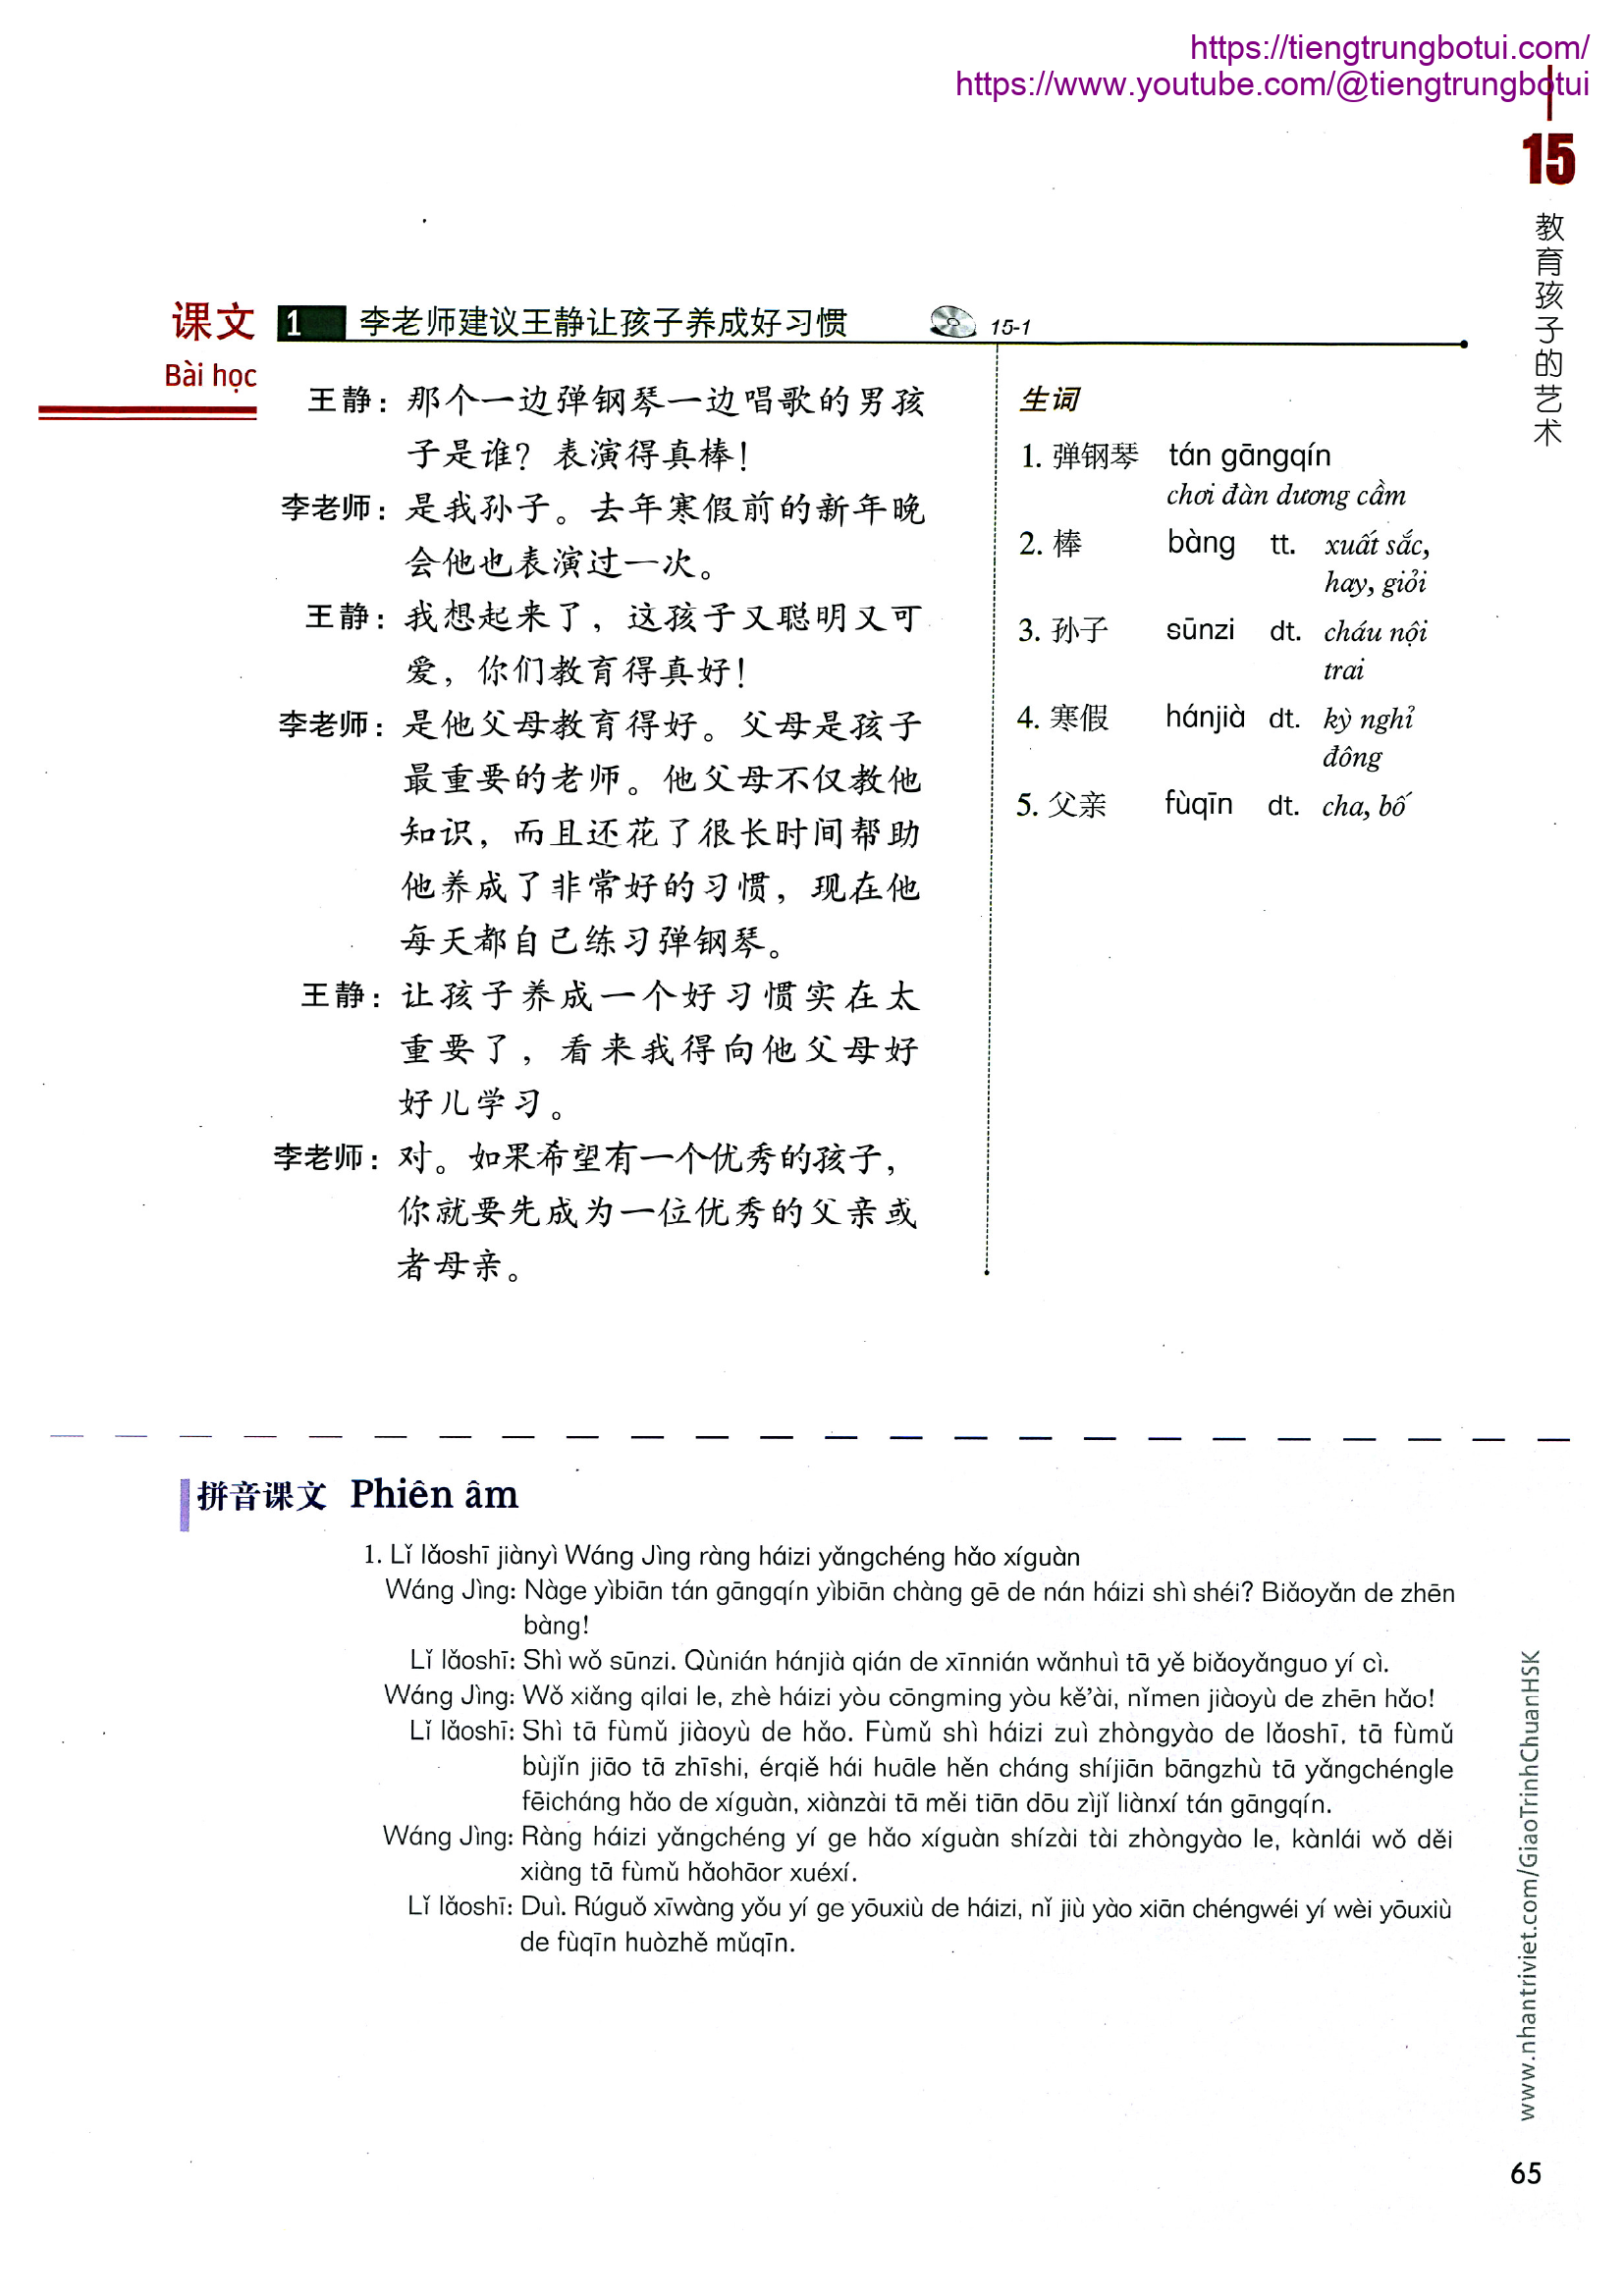 https://tiengtrungbotui.com/
https://www.youtube.com/@tiengtrungbotui
15
教育孩子的艺术
课文 1 李老师建议王静让孩子养成好习惯 15-1
Bài học
王静：那个一边弹钢琴一边唱歌的男孩
子是谁？表演得真棒！
李老师：是我孙子。去年寒假前的新年晚
会他也表演过一次。
王静：我想起来了，这孩子又聪明又可
爱，你们教育得真好！
李老师：是他父母教育得好。父母是孩子
最重要的老师。他父母不仅教他
知识，而且还花了很长时间帮助
他养成了非常好的习惯，现在他
每天都自己练习弹钢琴。
王静：让孩子养成一个好习惯实在太
重要了，看来我得向他父母好
好儿学习。
李老师：对。如果希望有一个优秀的孩子，
你就要先成为一位优秀的父亲或
者母亲。
生词
1. 弹钢琴 tán gāngqín
chơi đàn dương cầm
2. 棒 bàng tt. xuất sắc,
hay, giỏi
3. 孙子 sūnzi dt. cháu nội
trai
4. 寒假 hánjià dt. kỳ nghỉ
đông
5. 父亲 fùqīn dt. cha, bố
拼音课文 Phiên âm
1. Lǐ lǎoshī jiànyì Wáng Jìng ràng háizi yǎngchéng hǎo xíguàn
Wáng Jìng: Nàge yìbiān tán gāngqín yìbiān chàng gē de nán háizi shì shéi? Biǎoyǎn de zhēn
bàng!
Lǐ lǎoshī: Shì wǒ sūnzi. Qùnián hánjià qián de xīnnián wǎnhuì tā yě biǎoyǎnguo yí cì.
Wáng Jìng: Wǒ xiǎng qilai le, zhè háizi yòu cōngming yòu kě’ài, nǐmen jiàoyù de zhēn hǎo!
Lǐ lǎoshī: Shì tā fùmǔ jiàoyù de hǎo. Fùmǔ shì háizi zuì zhòngyào de lǎoshī, tā fùmǔ
bùjǐn jiāo tā zhīshi, érqiě hái huāle hěn cháng shíjiān bāngzhù tā yǎngchéngle
fēicháng hǎo de xíguàn, xiànzài tā měi tiān dōu zìjǐ liànxí tán gāngqín.
Wáng Jìng: Ràng háizi yǎngchéng yí ge hǎo xíguàn shízài tài zhòngyào le, kànlái wǒ děi
xiàng tā fùmǔ hǎohāor xuéxí.
Lǐ lǎoshī: Duì. Rúguǒ xīwàng yǒu yí ge yōuxiù de háizi, nǐ jiù yào xiān chéngwéi yí wèi yōuxiù
de fùqīn huòzhě mǔqīn.
www.nhantriviet.com/GiaoTrinhChuanHSK
65